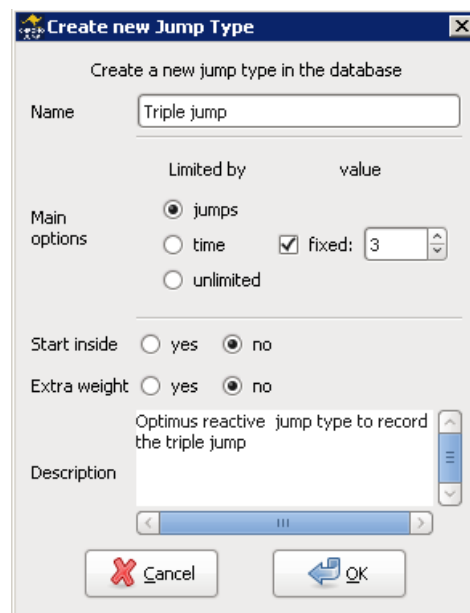 Create new Jump Type
Create a new jump type in the database
Name Triple jump
Limited by value
Main options
jumps
time fixed: 3
unlimited
Start inside yes no
Extra weight yes no
Description
Optimus reactive jump type to record
the triple jump
Cancel OK